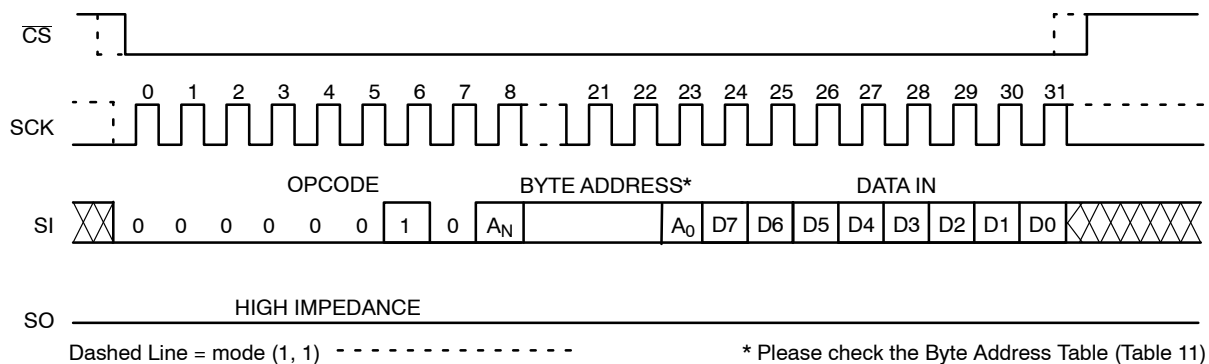 CS
0 1 2 3 4 5 6 7 8 21 22 23 24 25 26 27 28 29 30 31
SCK
OPCODE BYTE ADDRESS* DATA IN
SI 0 0 0 0 0 0 1 0 AN A0 D7 D6 D5 D4 D3 D2 D1 D0
HIGH IMPEDANCE
SO
Dashed Line = mode (1, 1) * Please check the Byte Address Table (Table 11)